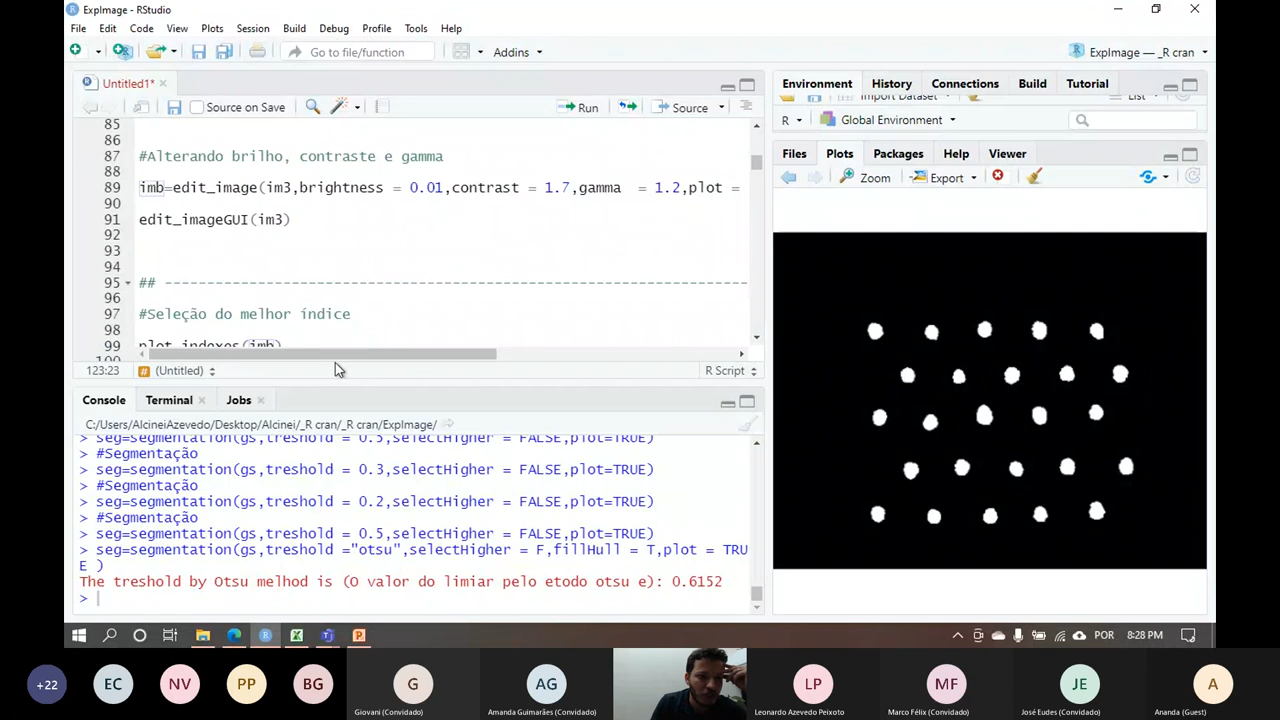 ExpImage - RStudio
File Edit Code View Plots Session Build Debug Profile Tools Help
Go to file/function Addins ExpImage — _R cran
Untitled1*
Source on Save Run Source
85
86
87 #Alterando brilho, contraste e gamma
88
89 imb=edit_image(im3,brightness = 0.01,contrast = 1.7,gamma = 1.2,plot =
90
91 edit_imageGUI(im3)
92
93
94
95 ## ----------------------------------------------------------------------
96
97 #Seleção do melhor índice
98
99 plot_indexes(imb)
100
123:23 (Untitled) R Script
Console Terminal Jobs
C:/Users/AlcineiAzevedo/Desktop/Alcinei/_R cran/_R cran/ExpImage/
> seg=segmentation(gs,treshold = 0.5,selectHigher = FALSE,plot=TRUE)
> #Segmentação
> seg=segmentation(gs,treshold = 0.3,selectHigher = FALSE,plot=TRUE)
> #Segmentação
> seg=segmentation(gs,treshold = 0.2,selectHigher = FALSE,plot=TRUE)
> #Segmentação
> seg=segmentation(gs,treshold = 0.5,selectHigher = FALSE,plot=TRUE)
> seg=segmentation(gs,treshold ="otsu",selectHigher = F,fillHull = T,plot = TRU
E )
The treshold by Otsu melhod is (O valor do limiar pelo etodo otsu e): 0.6152
>
Environment History Connections Build Tutorial
Import Dataset List
R Global Environment
Files Plots Packages Help Viewer
Zoom Export
POR 8:28 PM
+22 EC NV PP BG G AG LP MF JE A
Giovani (Convidado) Amanda Guimarães (Convidado) Leonardo Azevedo Peixoto Marco Félix (Convidado) José Eudes (Convidado) Ananda (Guest)